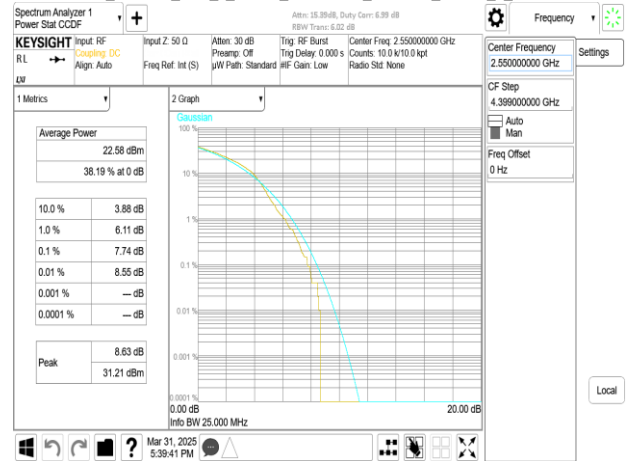 Spectrum Analyzer 1
Power Stat CCDF
Attn: 15.39dB, Duty Corr: 6.99 dB
RBW Trans: 6.02 dB
Frequency
KEYSIGHT
RL
Input: RF
Coupling: DC
Align: Auto
Input Z: 50 Ω
Freq Ref: Int (S)
Atten: 30 dB
Preamp: Off
µW Path: Standard
Trig: RF Burst
Trig Delay: 0.000 s
#IF Gain: Low
Center Freq: 2.550000000 GHz
Counts: 10.0 k/10.0 kpt
Radio Std: None
Center Frequency
2.550000000 GHz
Settings
CF Step
4.399000000 GHz
Auto
Man
Freq Offset
0 Hz
1 Metrics
2 Graph
Average Power
22.58 dBm
38.19 % at 0 dB
10.0 % 3.88 dB
1.0 % 6.11 dB
0.1 % 7.74 dB
0.01 % 8.55 dB
0.001 % --- dB
0.0001 % --- dB
Peak
8.63 dB
31.21 dBm
Gaussian
100 %
10 %
1 %
0.1 %
0.01 %
0.001 %
0.0001 %
0.00 dB
20.00 dB
Info BW 25.000 MHz
Local
?
Mar 31, 2025
5:39:41 PM